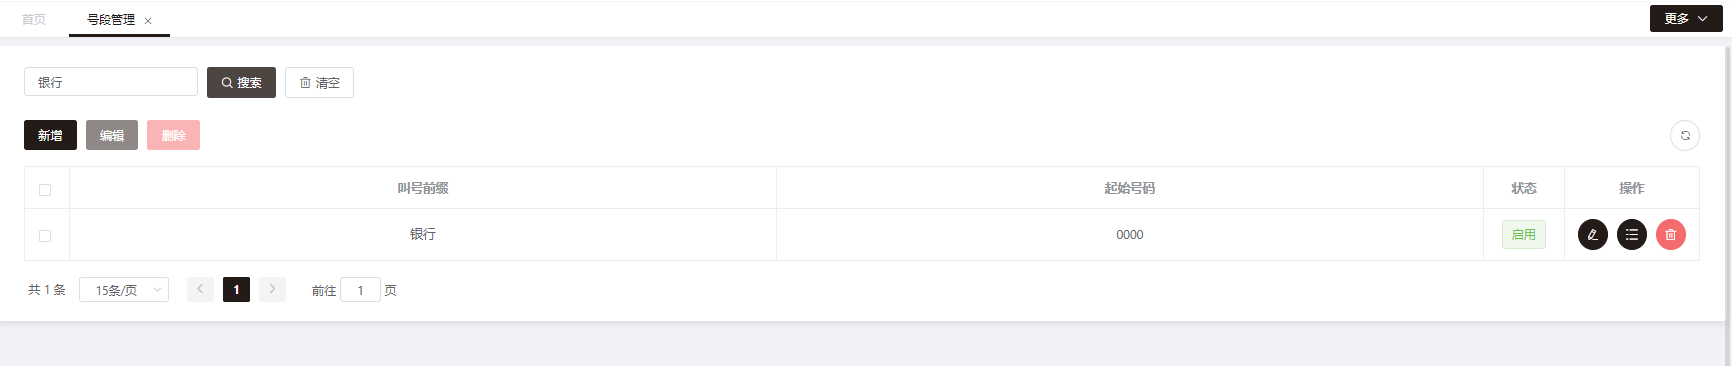 首页 号段管理 更多
银行 搜索 清空
新增 编辑 删除
叫号前缀 起始号码 状态 操作
银行 0000 启用
共 1 条 15条/页 1 前往 1 页